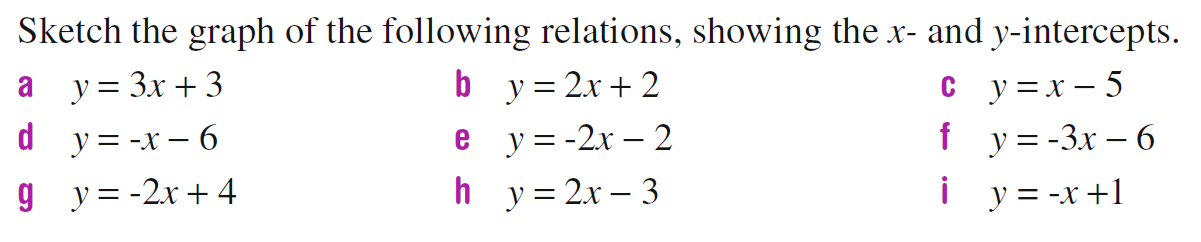 Sketch the graph of the following relations, showing the x- and y-intercepts.
a y = 3x + 3 b y = 2x + 2 c y = x – 5
d y = -x – 6 e y = -2x – 2 f y = -3x – 6
g y = -2x + 4 h y = 2x – 3 i y = -x +1